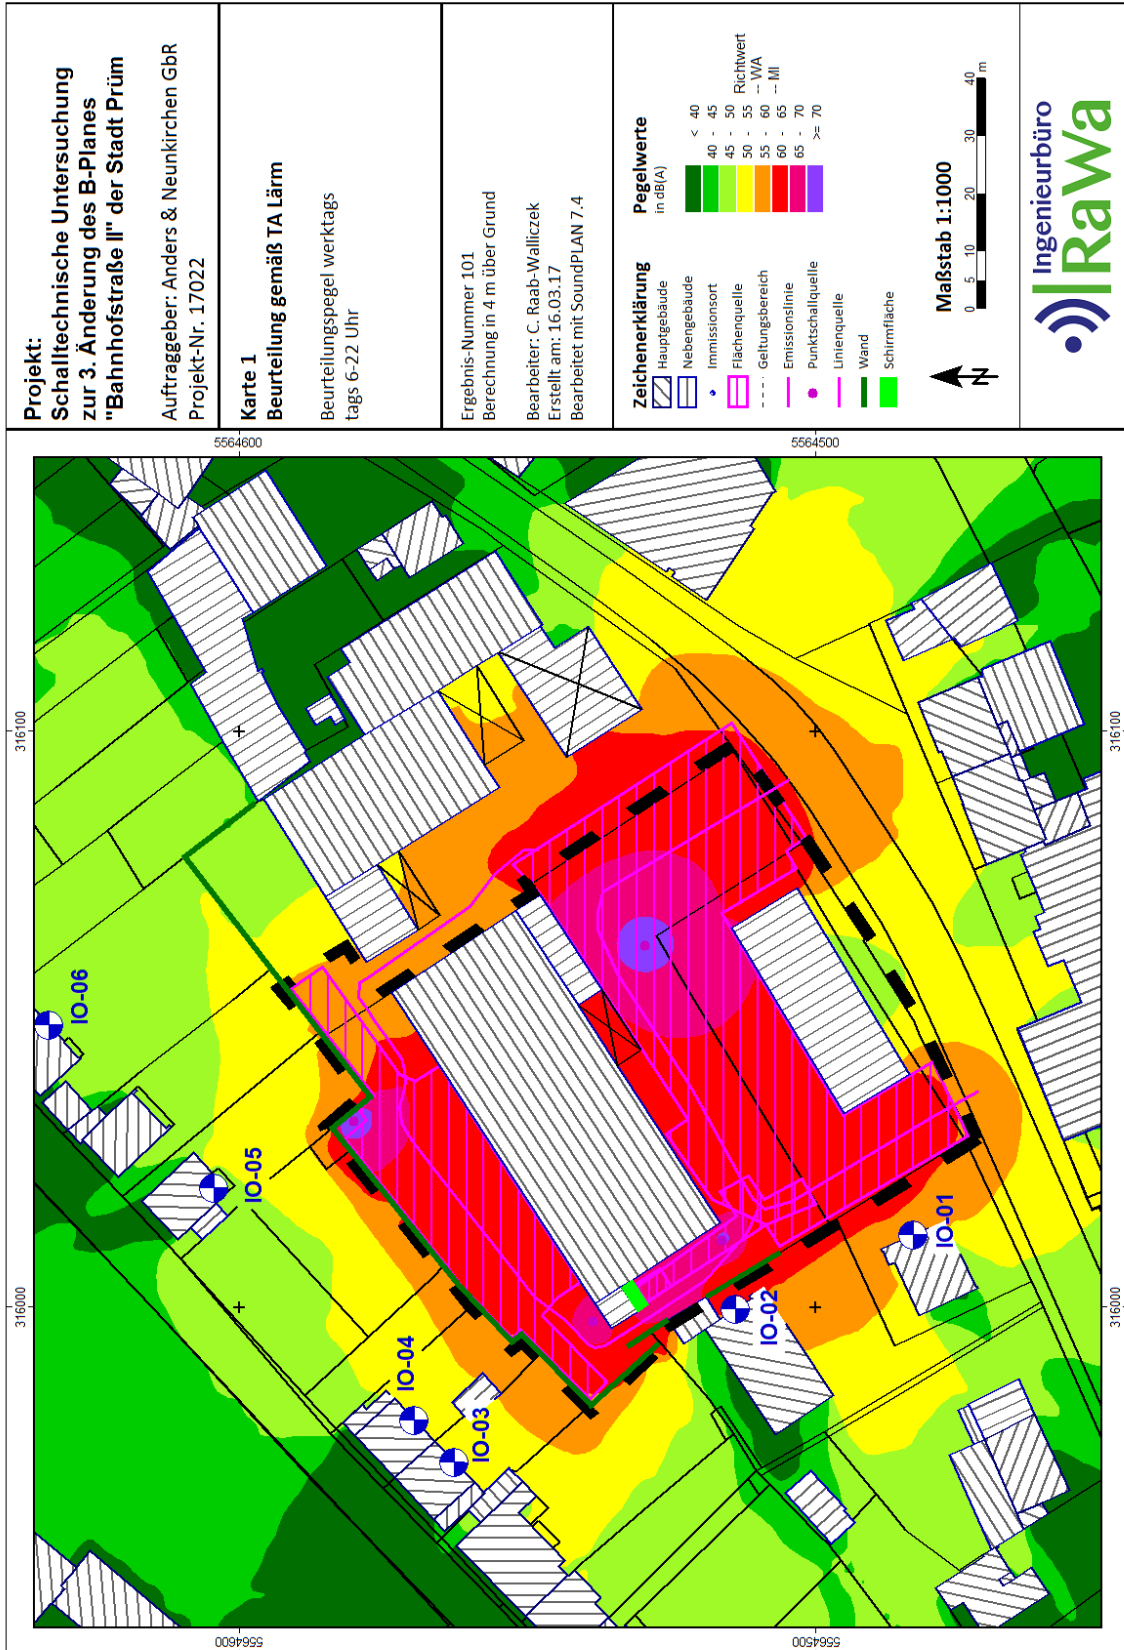 Projekt:
Schalltechnische Untersuchung
zur 3. Änderung des B-Planes
"Bahnhofstraße II" der Stadt Prüm
Auftraggeber: Anders & Neunkirchen GbR
Projekt-Nr. 17022
Karte 1
Beurteilung gemäß TA Lärm
Beurteilungspegel werktags
tags 6-22 Uhr
Ergebnis-Nummer 101
Berechnung in 4 m über Grund
Bearbeiter: C. Raab-Walliczek
Erstellt am: 16.03.17
Bearbeitet mit SoundPLAN 7.4
Zeichenerklärung
Hauptgebäude
Nebengebäude
Immissionsort
Flächenquelle
Geltungsbereich
Emissionslinie
Punktschallquelle
Linienquelle
Wand
Schirmfläche
Pegelwerte
in dB(A)
< 40
40 - 45
45 - 50 Richtwert
50 - 55 -- WA
55 - 60 -- MI
60 - 65
65 - 70
>= 70
Maßstab 1:1000
0 5 10 20 30 40 m
N
Ingenieurbüro
RaWa
316000
316100
316000
316100
5564600
5564500
5564600
5564500
IO-01
IO-02
IO-03
IO-04
IO-05
IO-06